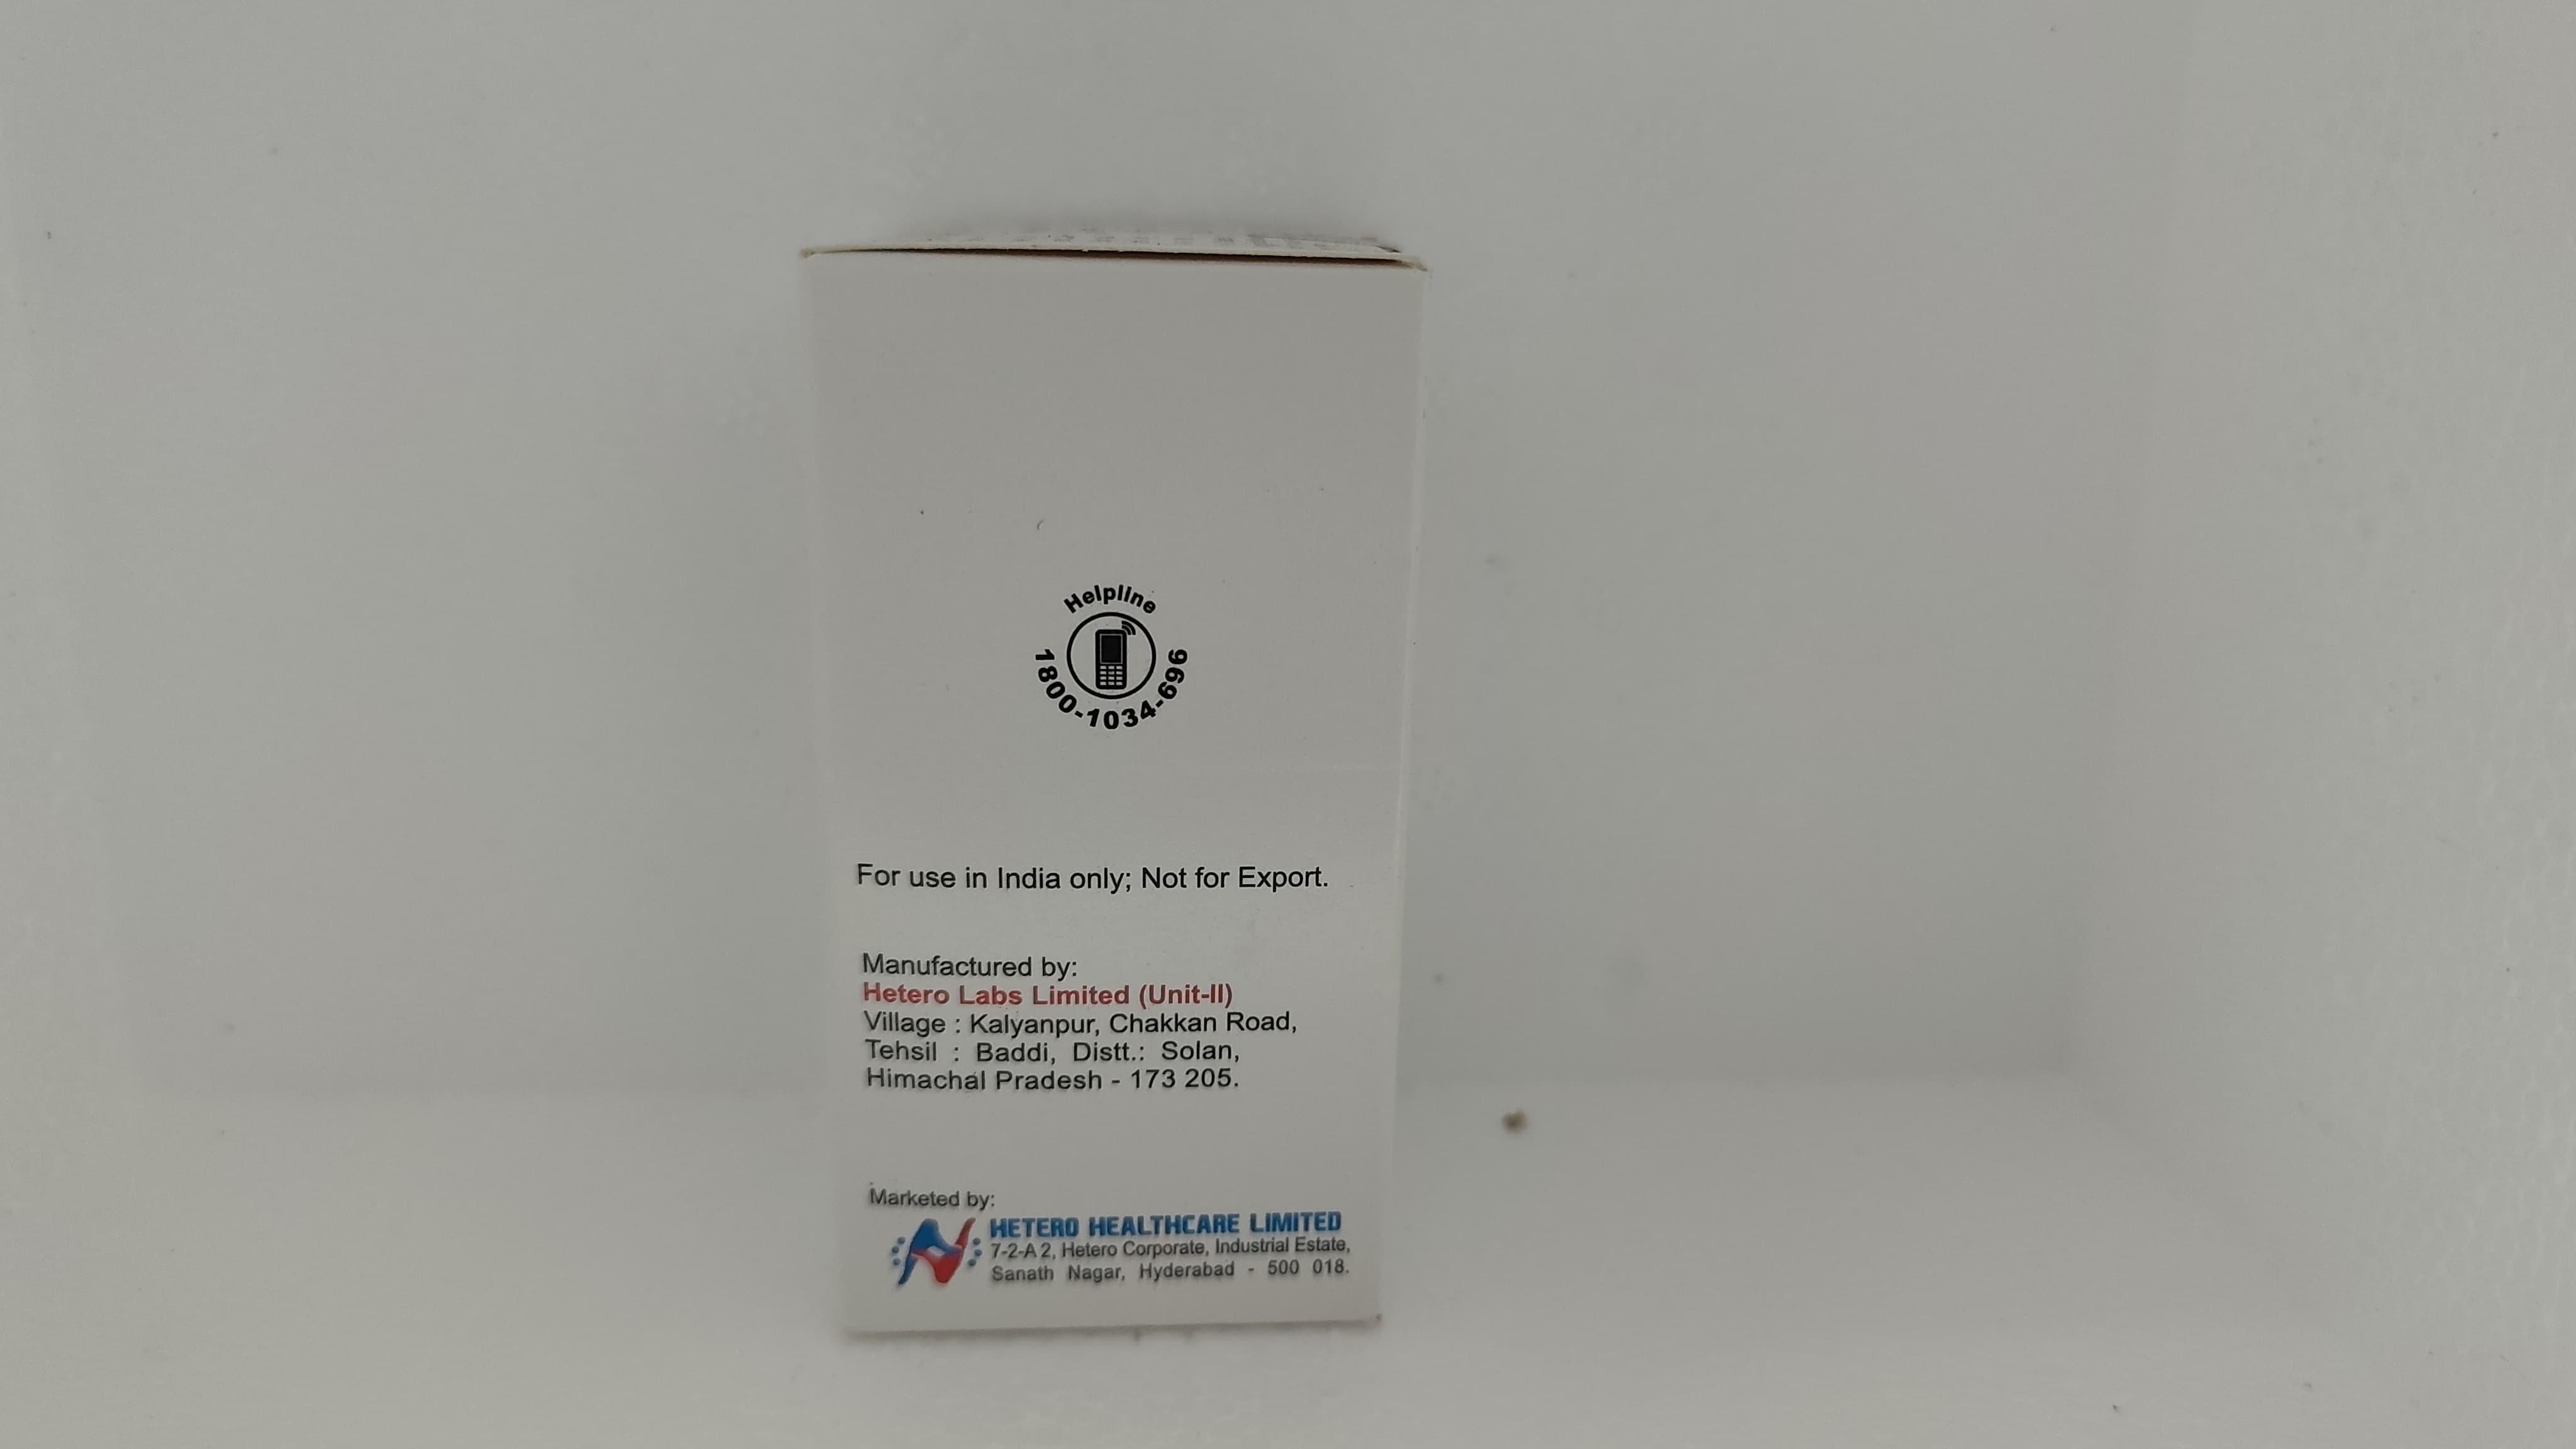 Helpline
1800-1034-696
For use in India only; Not for Export.
Manufactured by:
Hetero Labs Limited (Unit-II)
Village : Kalyanpur, Chakkan Road,
Tehsil : Baddi, Distt.: Solan,
Himachal Pradesh - 173 205.
Marketed by:
HETERO HEALTHCARE LIMITED
7-2-A 2, Hetero Corporate, Industrial Estate,
Sanath Nagar, Hyderabad - 500 018.